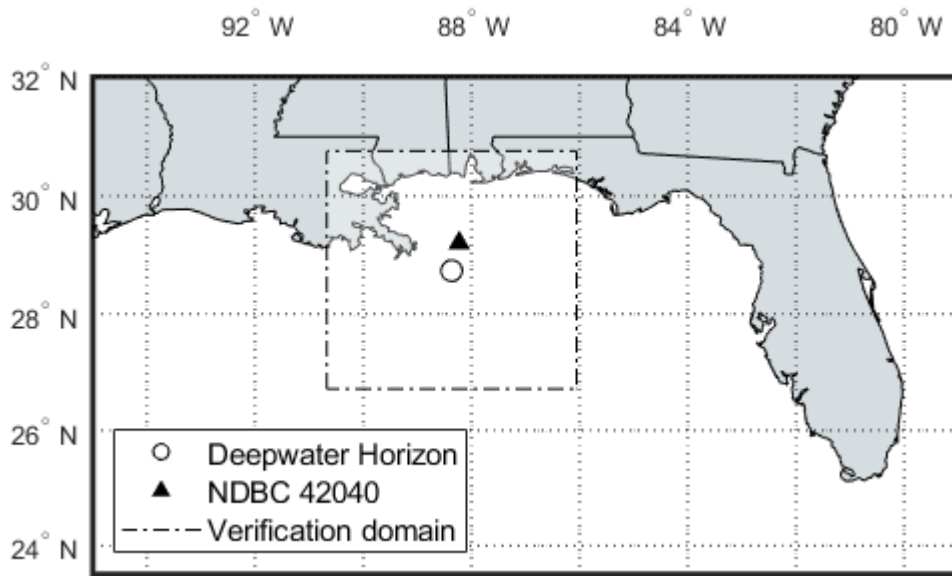 92° W 88° W 84° W 80° W
32° N
30° N
28° N
26° N
24° N
Deepwater Horizon
NDBC 42040
Verification domain